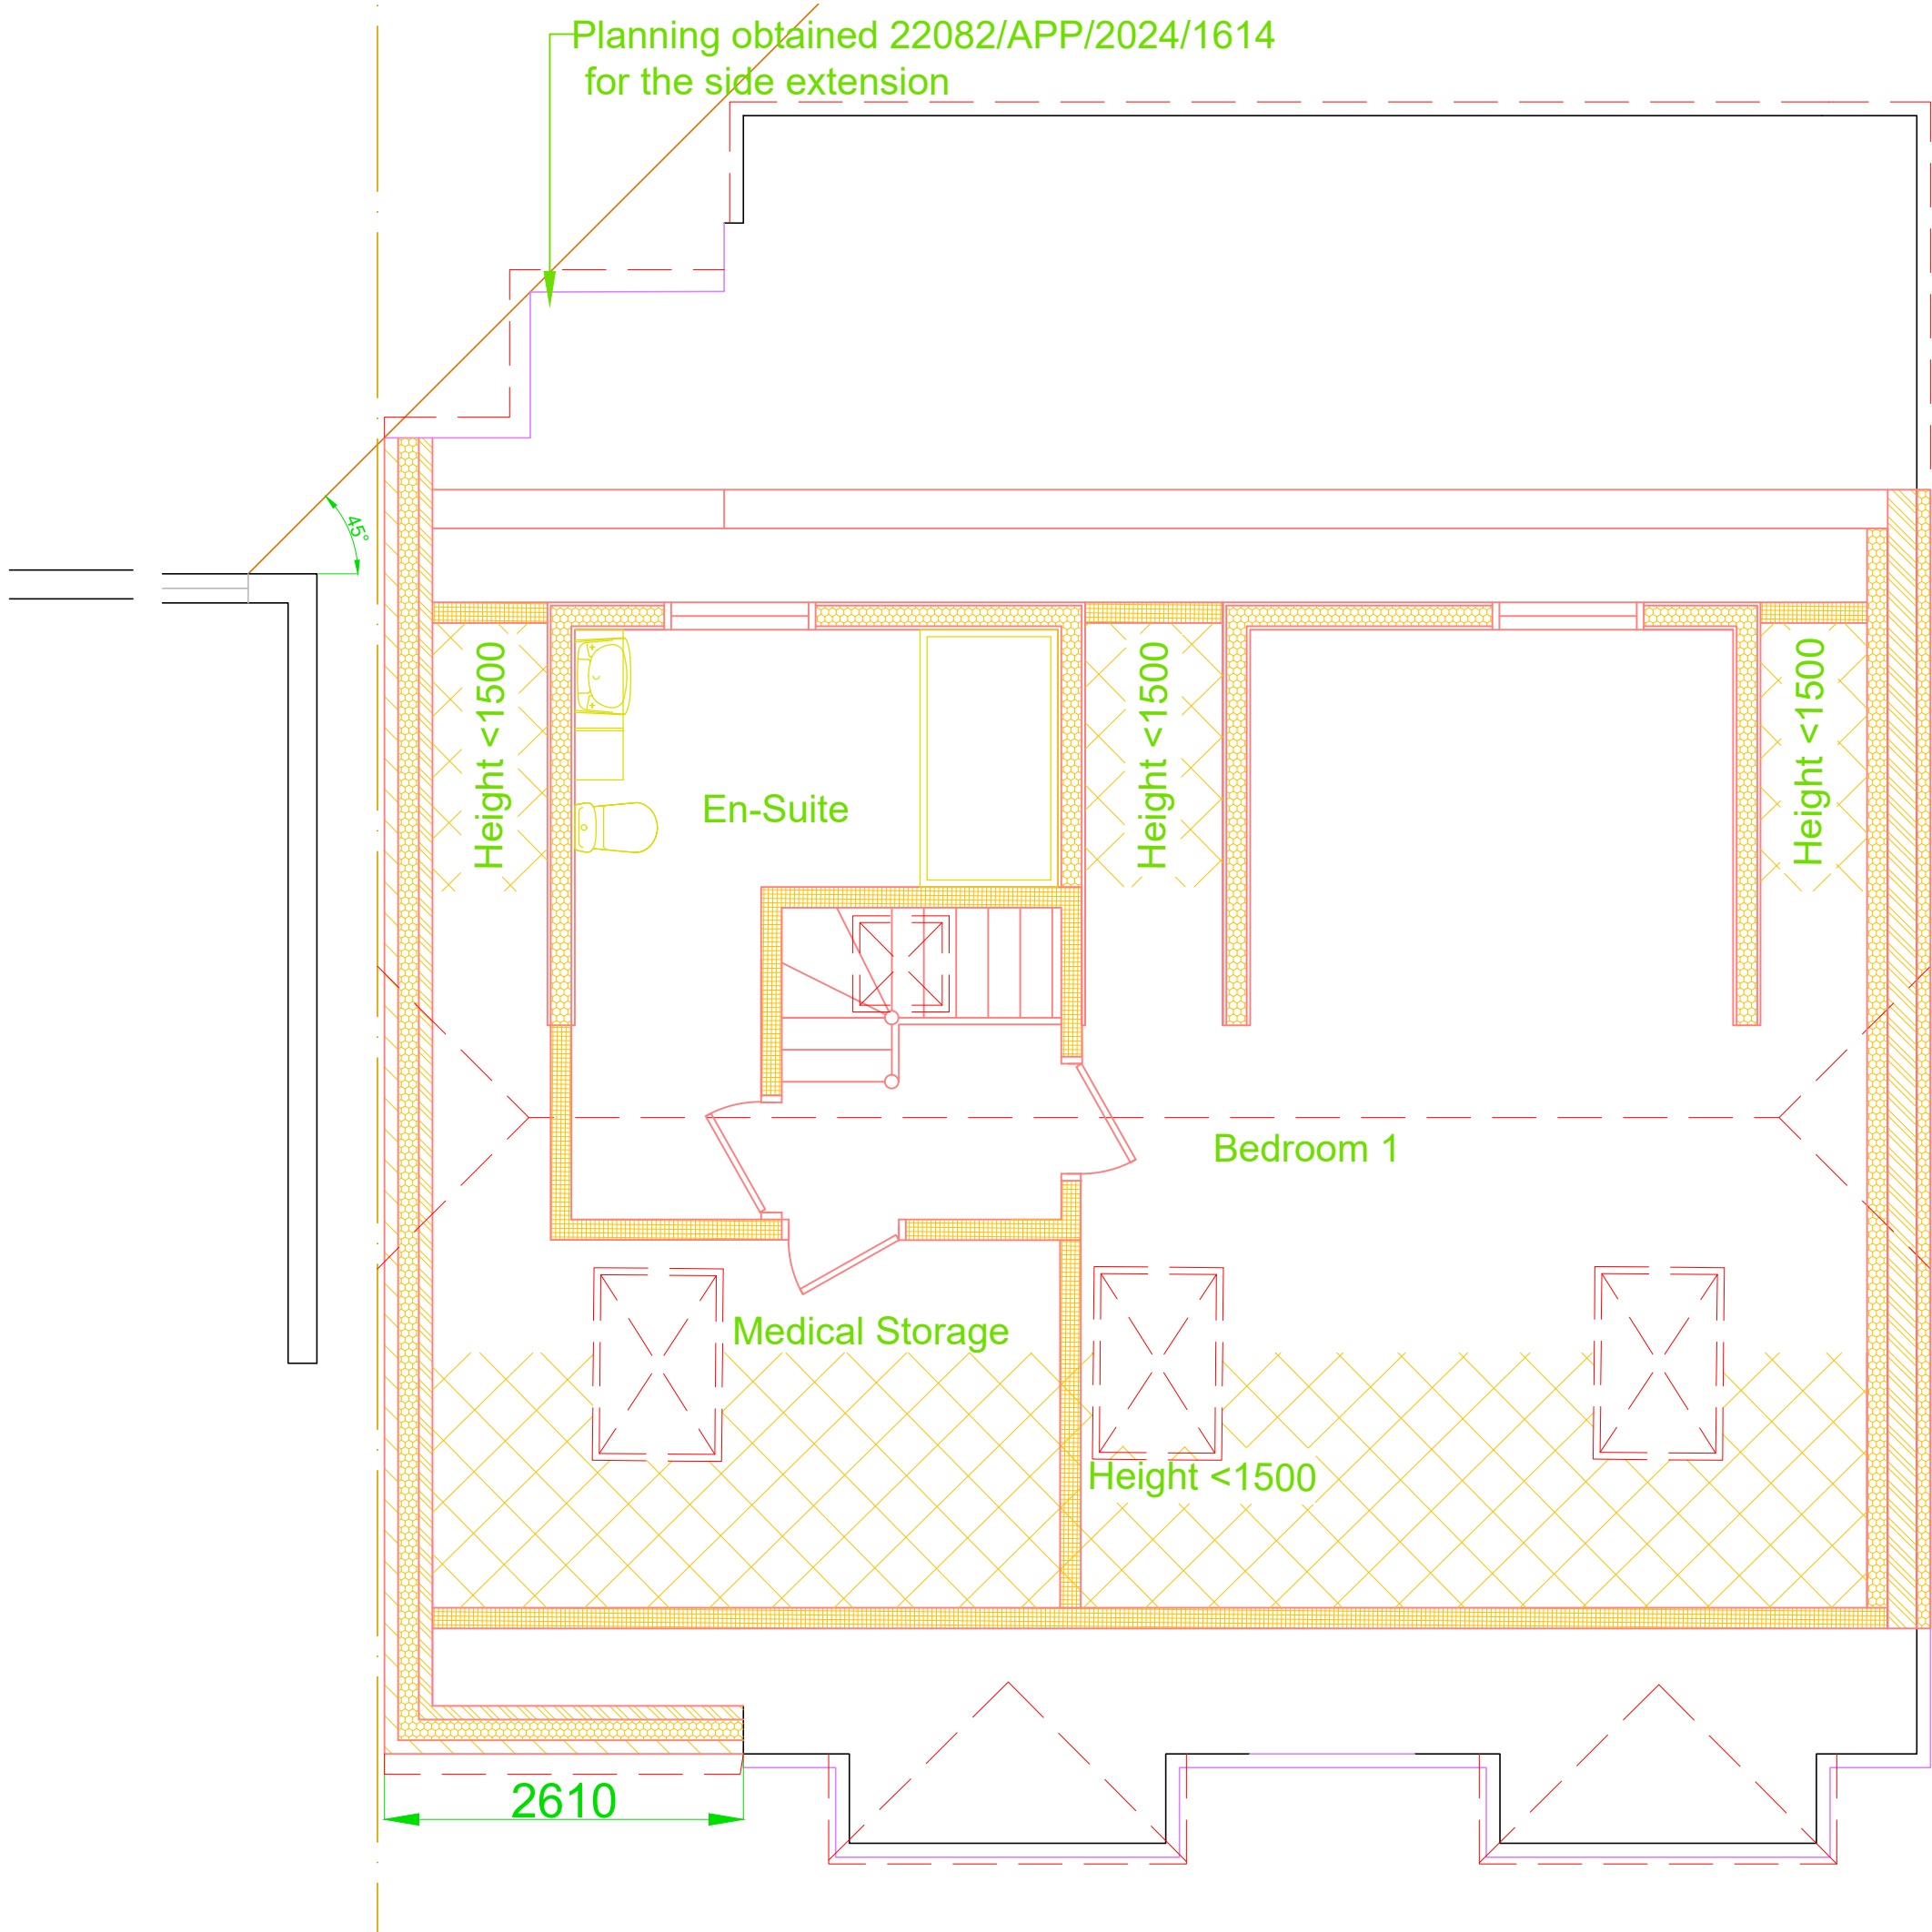 Planning obtained 22082/APP/2024/1614
for the side extension
45°
Height <1500
Height <1500
Height <1500
En-Suite
Bedroom 1
Medical Storage
Height <1500
2610